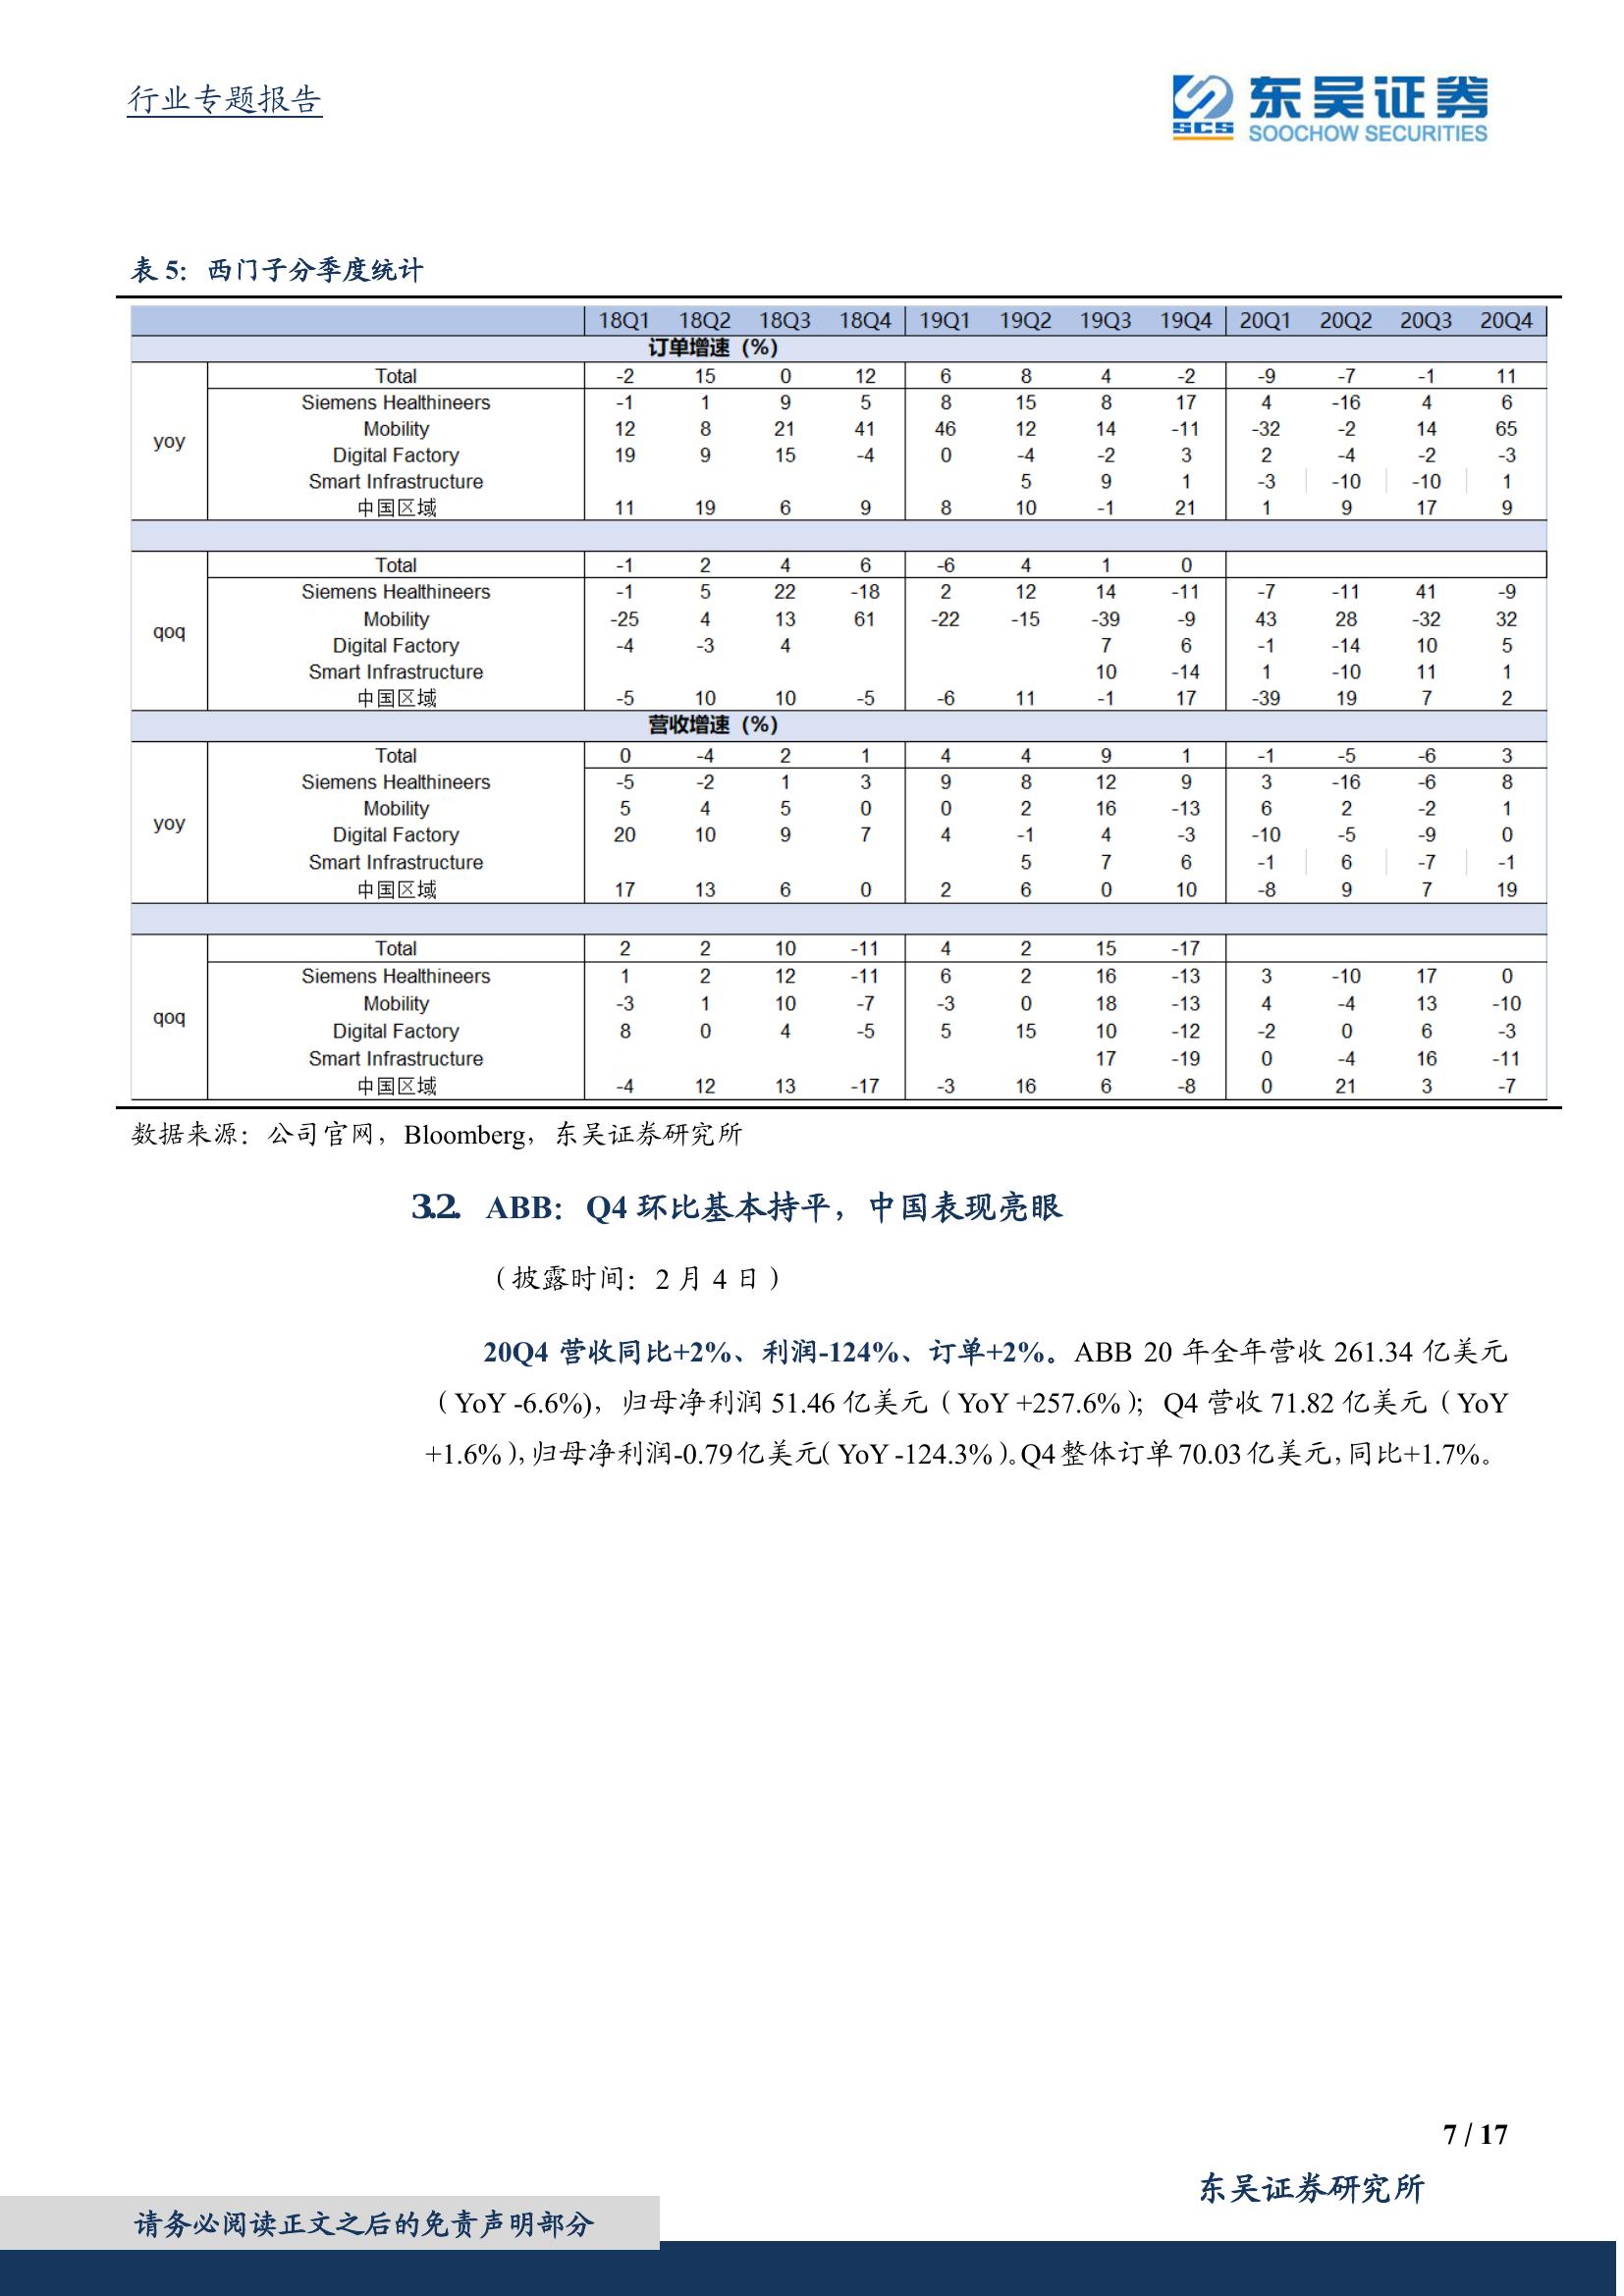 行业专题报告
SCS 东吴证券
SOOCHOW SECURITIES
表 5：西门子分季度统计
18Q1 18Q2 18Q3 18Q4 19Q1 19Q2 19Q3 19Q4 20Q1 20Q2 20Q3 20Q4
订单增速（%）
yoy
Total -2 15 0 12 6 8 4 -2 -9 -7 -1 11
Siemens Healthineers -1 1 9 5 8 15 8 17 4 -16 4 6
Mobility 12 8 21 41 46 12 14 -11 -32 -2 14 65
Digital Factory 19 9 15 -4 0 -4 -2 3 2 -4 -2 -3
Smart Infrastructure 5 9 1 -3 -10 -10 1
中国区域 11 19 6 9 8 10 -1 21 1 9 17 9
qoq
Total -1 2 4 6 -6 4 1 0
Siemens Healthineers -1 5 22 -18 2 12 14 -11 -7 -11 41 -9
Mobility -25 4 13 61 -22 -15 -39 -9 43 28 -32 32
Digital Factory -4 -3 4 7 6 -1 -14 10 5
Smart Infrastructure 10 -14 1 -10 11 1
中国区域 -5 10 10 -5 -6 11 -1 17 -39 19 7 2
营收增速（%）
yoy
Total 0 -4 2 1 4 4 9 1 -1 -5 -6 3
Siemens Healthineers -5 -2 1 3 9 8 12 9 3 -16 -6 8
Mobility 5 4 5 0 0 2 16 -13 6 2 -2 1
Digital Factory 20 10 9 7 4 -1 4 -3 -10 -5 -9 0
Smart Infrastructure 5 7 6 -1 6 -7 -1
中国区域 17 13 6 0 2 6 0 10 -8 9 7 19
qoq
Total 2 2 10 -11 4 2 15 -17
Siemens Healthineers 1 2 12 -11 6 2 16 -13 3 -10 17 0
Mobility -3 1 10 -7 -3 0 18 -13 4 -4 13 -10
Digital Factory 8 0 4 -5 5 15 10 -12 -2 0 6 -3
Smart Infrastructure 17 -19 0 -4 16 -11
中国区域 -4 12 13 -17 -3 16 6 -8 0 21 3 -7
数据来源：公司官网，Bloomberg，东吴证券研究所
3.2. ABB：Q4 环比基本持平，中国表现亮眼
（披露时间：2 月 4 日）
20Q4 营收同比+2%、利润-124%、订单+2%。ABB 20 年全年营收 261.34 亿美元
（YoY -6.6%)，归母净利润 51.46 亿美元（YoY +257.6%）；Q4 营收 71.82 亿美元（YoY
+1.6%），归母净利润-0.79亿美元（YoY -124.3%）。Q4整体订单70.03亿美元，同比+1.7%。
7 / 17
东吴证券研究所
请务必阅读正文之后的免责声明部分